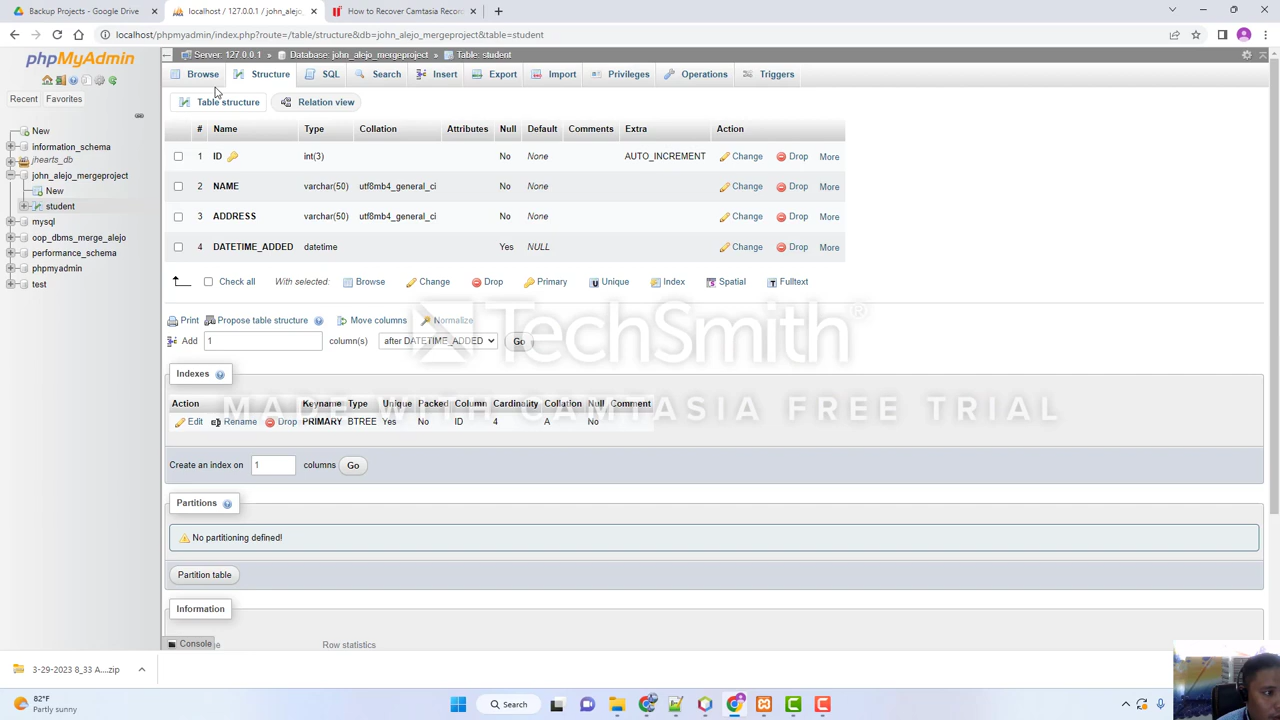 Backup Projects - Google Drive
localhost / 127.0.0.1 / john_alejo_
How to Recover Camtasia Record
localhost/phpmyadmin/index.php?route=/table/structure&db=john_alejo_mergeproject&table=student
phpMyAdmin
Server: 127.0.0.1 » Database: john_alejo_mergeproject » Table: student
Browse Structure SQL Search Insert Export Import Privileges Operations Triggers
Recent Favorites
Table structure Relation view
New
information_schema
jhearts_db
john_alejo_mergeproject
New
student
mysql
oop_dbms_merge_alejo
performance_schema
phpmyadmin
test
# Name Type Collation Attributes Null Default Comments Extra Action
1 ID int(3) No None AUTO_INCREMENT Change Drop More
2 NAME varchar(50) utf8mb4_general_ci No None Change Drop More
3 ADDRESS varchar(50) utf8mb4_general_ci No None Change Drop More
4 DATETIME_ADDED datetime Yes NULL Change Drop More
Check all With selected: Browse Change Drop Primary Unique Index Spatial Fulltext
Print Propose table structure Move columns Normalize
Add 1 column(s) after DATETIME_ADDED Go
TechSmith®
MADE WITH CAMTASIA FREE TRIAL
Indexes
Action Keyname Type Unique Packed Column Cardinality Collation Null Comment
Edit Rename Drop PRIMARY BTREE Yes No ID 4 A No
Create an index on 1 columns Go
Partitions
No partitioning defined!
Partition table
Information
Console
Row statistics
3-29-2023 8_33 A....zip
82°F
Partly sunny
Search